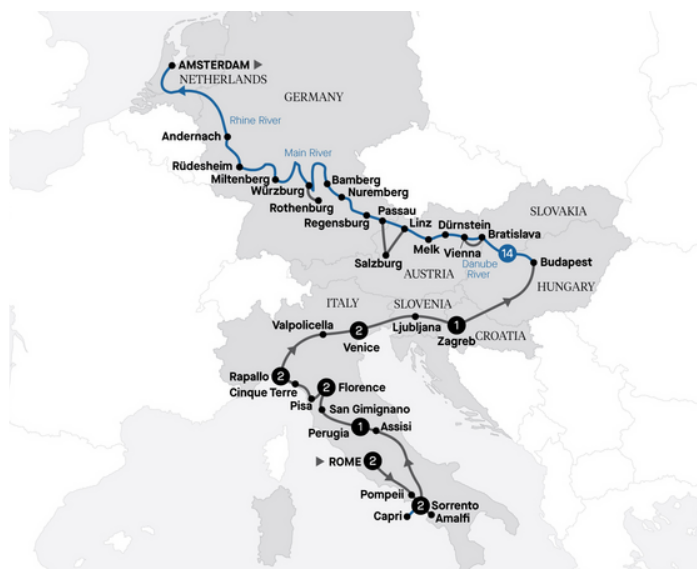 AMSTERDAM ▶
NETHERLANDS
GERMANY
Rhine River
Andernach
Main River
Rüdesheim
Miltenberg
Würzburg
Bamberg
Nuremberg
Rothenburg
Regensburg
Passau
Linz
Dürnstein
SLOVAKIA
Bratislava
Melk
Vienna
14
Salzburg
AUSTRIA
Danube
River
Budapest
HUNGARY
ITALY
SLOVENIA
Valpolicella
2
Venice
Ljubljana
1
Zagreb
CROATIA
Rapallo 2
Cinque Terre
2 Florence
Pisa
San Gimignano
Perugia 1 Assisi
▶ ROME 2
Pompeii
2 Sorrento
Capri
Amalfi